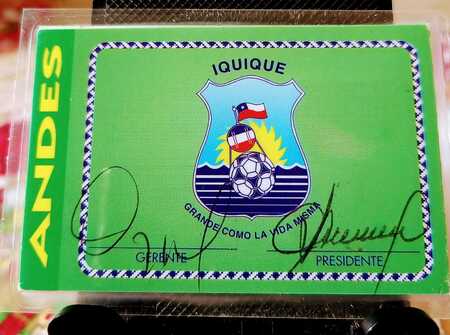 ANDES
IQUIQUE
GRANDE COMO LA VIDA MISMA
GERENTE
PRESIDENTE